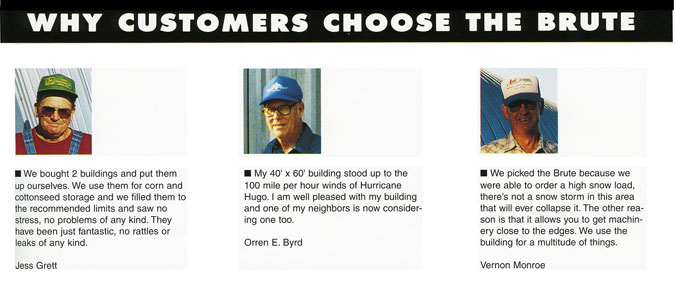 WHY CUSTOMERS CHOOSE THE BRUTE
■ We bought 2 buildings and put them
up ourselves. We use them for corn and
cottonseed storage and we filled them to
the recommended limits and saw no
stress, no problems of any kind. They
have been just fantastic, no rattles or
leaks of any kind.
Jess Grett
■ My 40' x 60' building stood up to the
100 mile per hour winds of Hurricane
Hugo. I am well pleased with my building
and one of my neighbors is now consider-
ing one too.
Orren E. Byrd
■ We picked the Brute because we
were able to order a high snow load,
there's not a snow storm in this area
that will ever collapse it. The other rea-
son is that it allows you to get machin-
ery close to the edges. We use the
building for a multitude of things.
Vernon Monroe